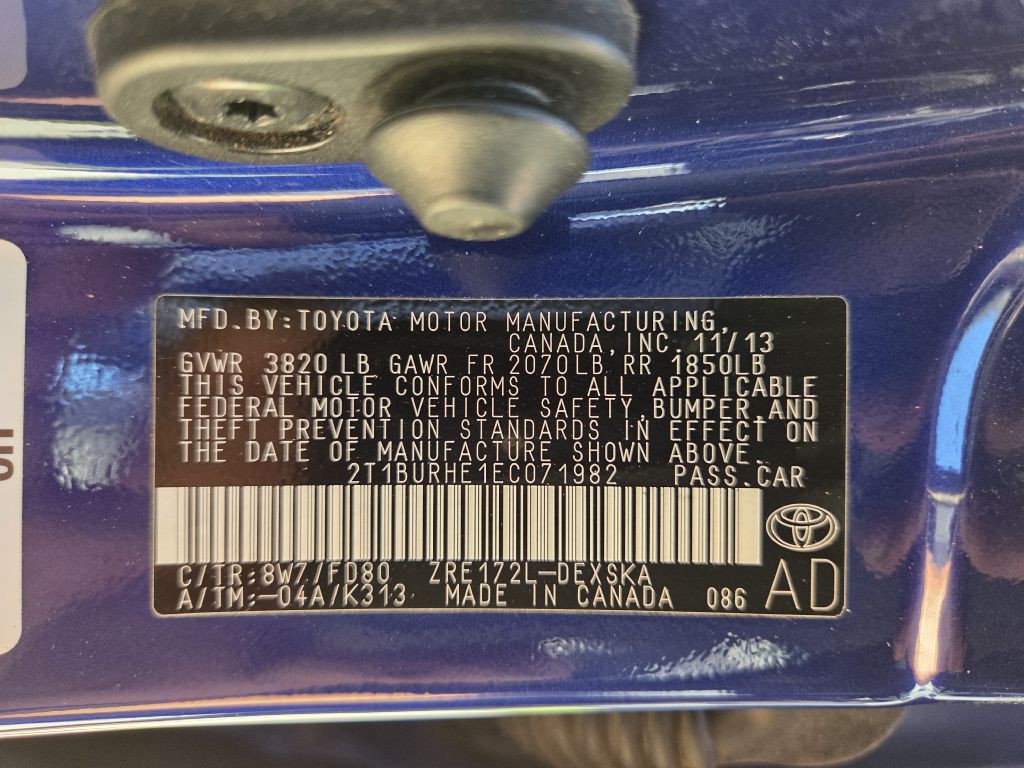 MFD.BY:TOYOTA MOTOR MANUFACTURING,
CANADA,INC. 11/13
GVWR 3820 LB GAWR FR 2070LB RR 1850LB
THIS VEHICLE CONFORMS TO ALL APPLICABLE
FEDERAL MOTOR VEHICLE SAFETY,BUMPER,AND
THEFT PREVENTION STANDARDS IN EFFECT ON
THE DATE OF MANUFACTURE SHOWN ABOVE.
2T1BURHE1EC071982 PASS.CAR
C/TR:8W7/FD80 ZRE172L-DEXSKA
A/TM:-04A/K313 MADE IN CANADA 086 AD